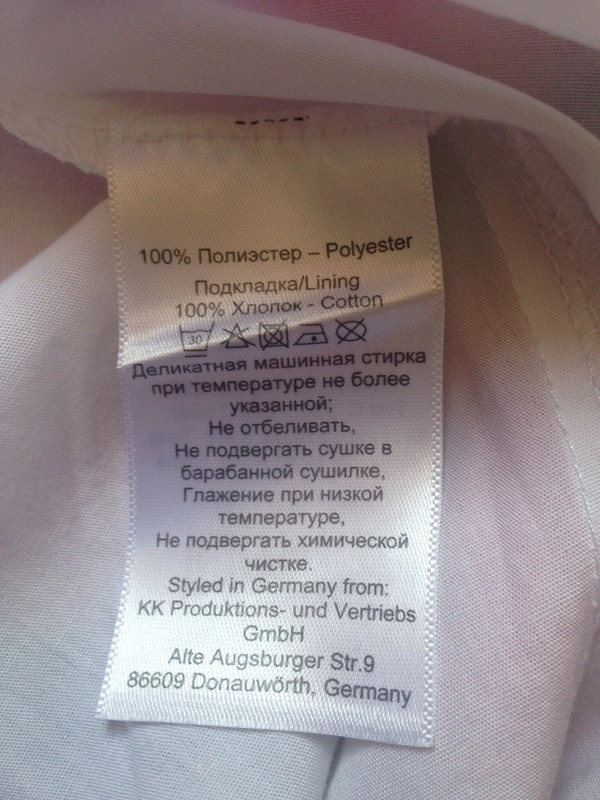 100% Полиэстер – Polyester
Подкладка/Lining
100% Хлопок - Cotton
30
Деликатная машинная стирка
при температуре не более
указанной;
Не отбеливать,
Не подвергать сушке в
барабанной сушилке,
Глажение при низкой
температуре,
Не подвергать химической
чистке.
Styled in Germany from:
KK Produktions- und Vertriebs
GmbH
Alte Augsburger Str.9
86609 Donauwörth, Germany